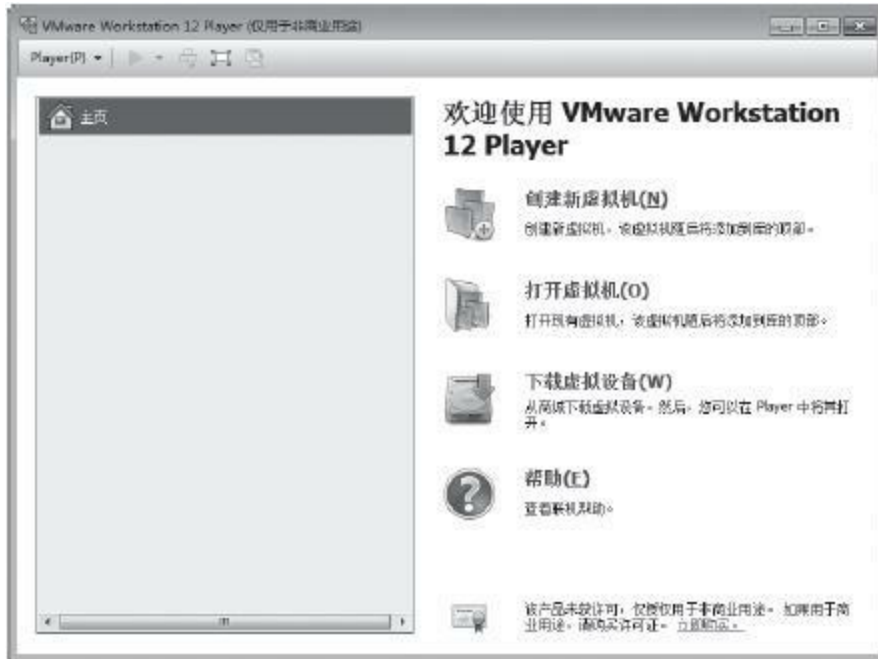 VMware Workstation 12 Player (仅用于非商业用途)
Player(P)
主页
欢迎使用 VMware Workstation
12 Player
创建新虚拟机(N)
创建新虚拟机。该虚拟机随后将添加到库的顶部。
打开虚拟机(O)
打开现有虚拟机。该虚拟机随后将添加到库的顶部。
下载虚拟设备(W)
从商城下载虚拟设备。然后，您可以在 Player 中将其打
开。
帮助(E)
查看联机帮助。
该产品未获许可，仅授权用于非商业用途。如果用于商
业用途，请购买许可证。立即购买。